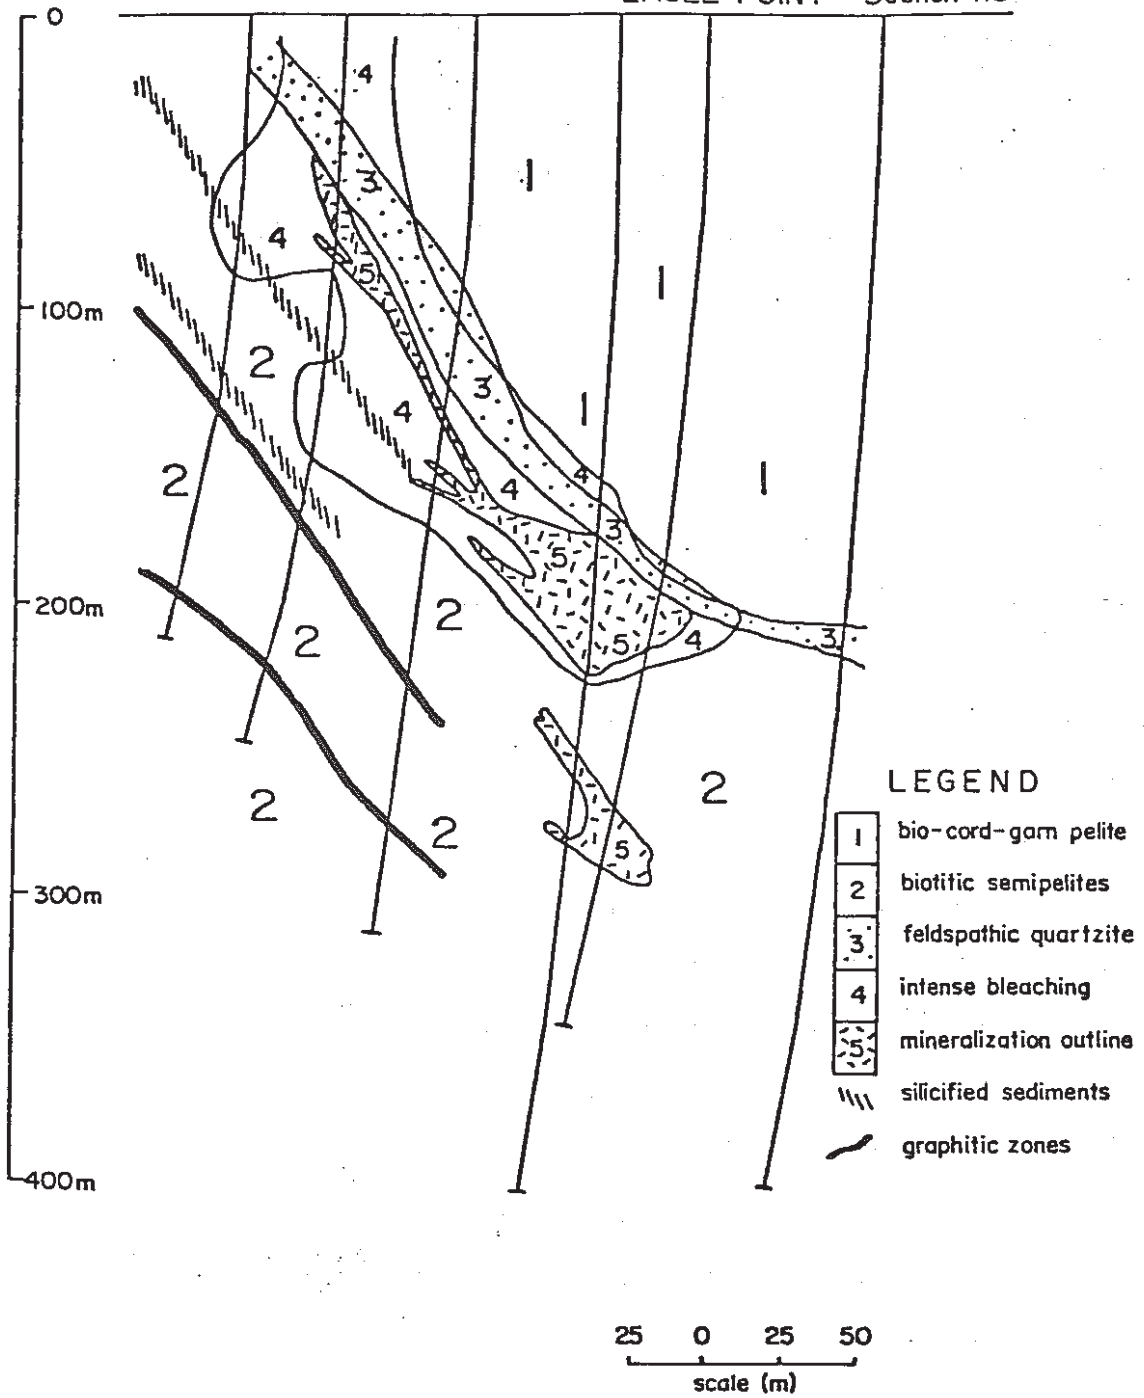 0
4
1
3
4
5
1
100m
2
3
1
4
1
2
4
4
3
5
200m
2
2
5
4
3
2
2
LEGEND
2
5
300m
1 bio-cord-garn pelite
2 biotitic semipelites
3 feldspathic quartzite
4 intense bleaching
5 mineralization outline
silicified sediments
graphitic zones
400m
25 0 25 50
scale (m)